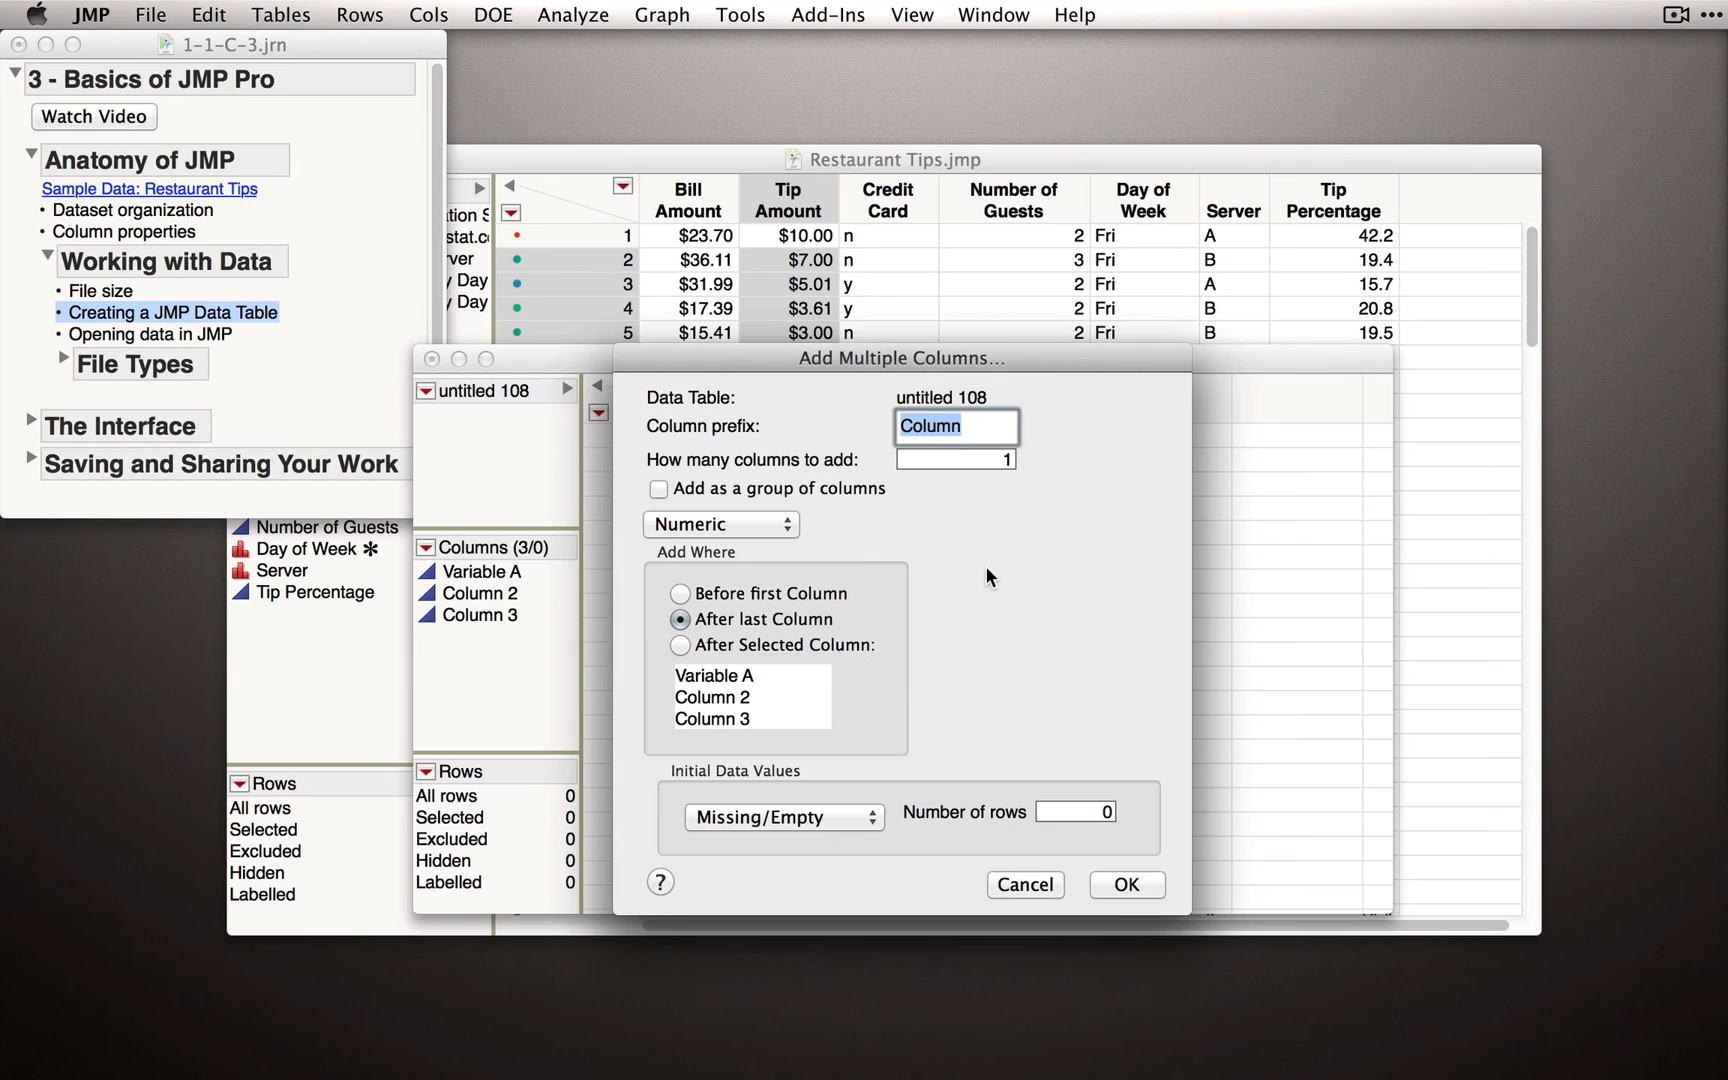 JMP File Edit Tables Rows Cols DOE Analyze Graph Tools Add-Ins View Window Help
1-1-C-3.jrn
3 - Basics of JMP Pro
Watch Video
Anatomy of JMP
Sample Data: Restaurant Tips
• Dataset organization
• Column properties
Working with Data
• File size
• Creating a JMP Data Table
• Opening data in JMP
File Types
The Interface
Saving and Sharing Your Work
Restaurant Tips.jmp
Bill Amount Tip Amount Credit Card Number of Guests Day of Week Server Tip Percentage
1 $23.70 $10.00 n 2 Fri A 42.2
2 $36.11 $7.00 n 3 Fri B 19.4
3 $31.99 $5.01 y 2 Fri A 15.7
4 $17.39 $3.61 y 2 Fri B 20.8
5 $15.41 $3.00 n 2 Fri B 19.5
Number of Guests
Day of Week ✻
Server
Tip Percentage
Rows
All rows
Selected
Excluded
Hidden
Labelled
untitled 108
Columns (3/0)
Variable A
Column 2
Column 3
Rows
All rows 0
Selected 0
Excluded 0
Hidden 0
Labelled 0
Add Multiple Columns...
Data Table: untitled 108
Column prefix: Column
How many columns to add: 1
Add as a group of columns
Numeric
Add Where
Before first Column
After last Column
After Selected Column:
Variable A
Column 2
Column 3
Initial Data Values
Missing/Empty Number of rows 0
? Cancel OK